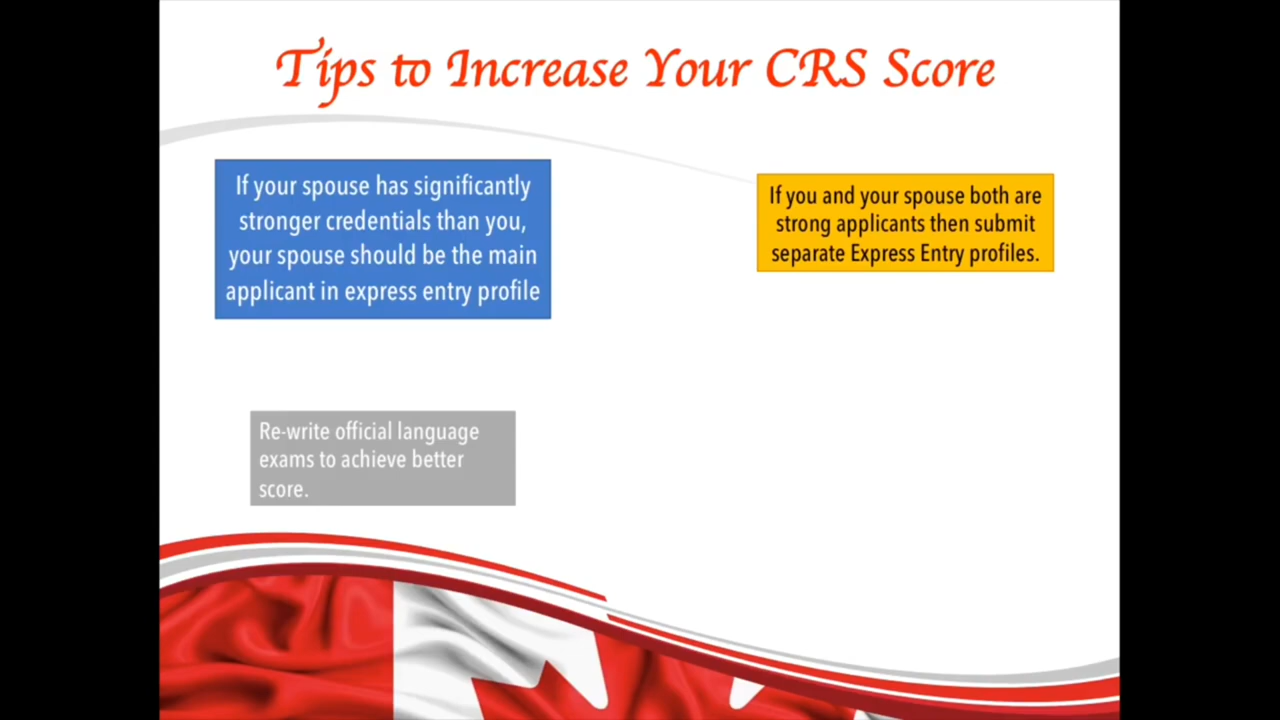 Tips to Increase Your CRS Score
If your spouse has significantly
stronger credentials than you,
your spouse should be the main
applicant in express entry profile
If you and your spouse both are
strong applicants then submit
separate Express Entry profiles.
Re-write official language
exams to achieve better
score.